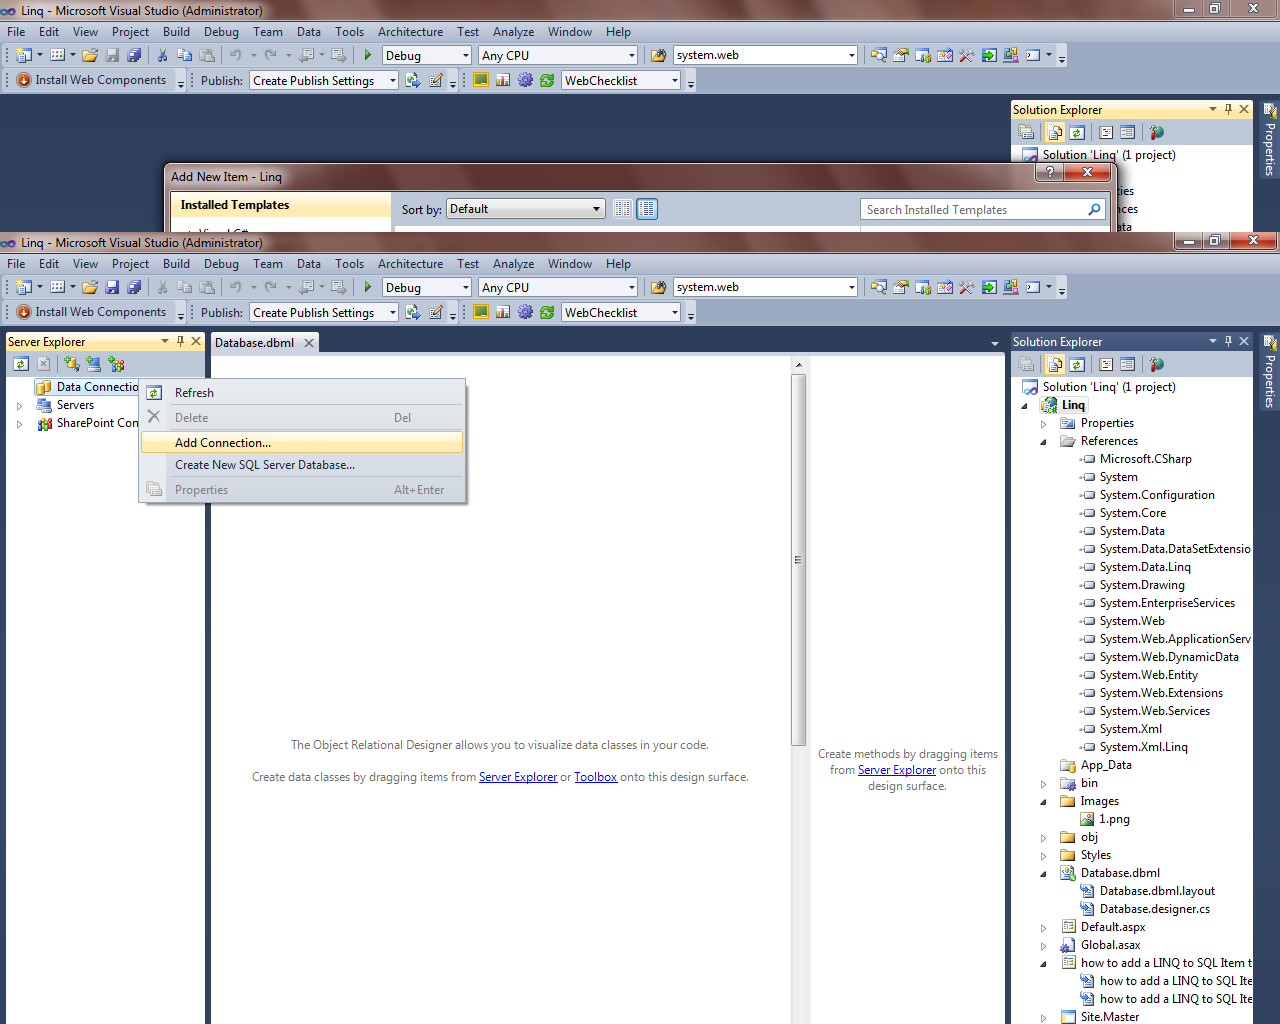 Linq - Microsoft Visual Studio (Administrator)
File Edit View Project Build Debug Team Data Tools Architecture Test Analyze Window Help
Debug Any CPU system.web
Install Web Components Publish: Create Publish Settings WebChecklist
Solution Explorer
Properties
Solution 'Linq' (1 project)
Add New Item - Linq
Installed Templates
Sort by: Default
Search Installed Templates
Linq - Microsoft Visual Studio (Administrator)
File Edit View Project Build Debug Team Data Tools Architecture Test Analyze Window Help
Debug Any CPU system.web
Install Web Components Publish: Create Publish Settings WebChecklist
Server Explorer
Data Connectio
Servers
SharePoint Con
Refresh
Delete Del
Add Connection...
Create New SQL Server Database...
Properties Alt+Enter
Database.dbml
The Object Relational Designer allows you to visualize data classes in your code.
Create data classes by dragging items from Server Explorer or Toolbox onto this design surface.
Create methods by dragging items
from Server Explorer onto this
design surface.
Solution Explorer
Properties
Solution 'Linq' (1 project)
Linq
Properties
References
Microsoft.CSharp
System
System.Configuration
System.Core
System.Data
System.Data.DataSetExtensio
System.Data.Linq
System.Drawing
System.EnterpriseServices
System.Web
System.Web.ApplicationServ
System.Web.DynamicData
System.Web.Entity
System.Web.Extensions
System.Web.Services
System.Xml
System.Xml.Linq
App_Data
bin
Images
1.png
obj
Styles
Database.dbml
Database.dbml.layout
Database.designer.cs
Default.aspx
Global.asax
how to add a LINQ to SQL Item t
how to add a LINQ to SQL Ite
how to add a LINQ to SQL Ite
Site.Master